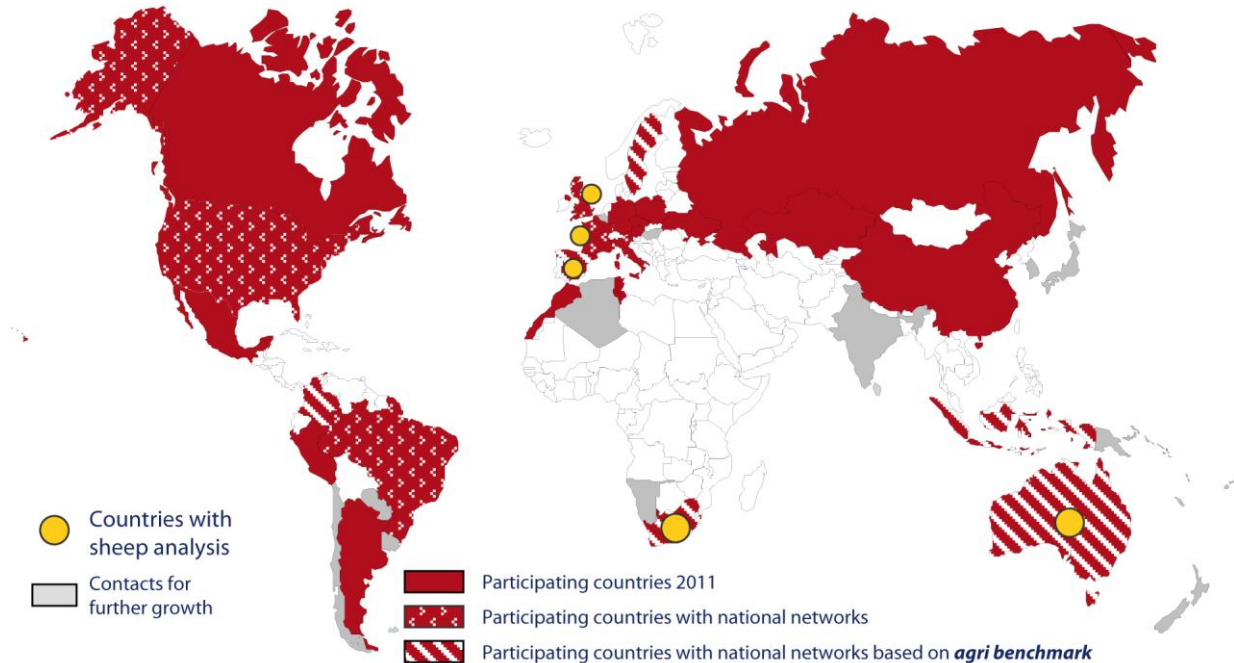 Countries with
sheep analysis
Contacts for
further growth
Participating countries 2011
Participating countries with national networks
Participating countries with national networks based on agri benchmark